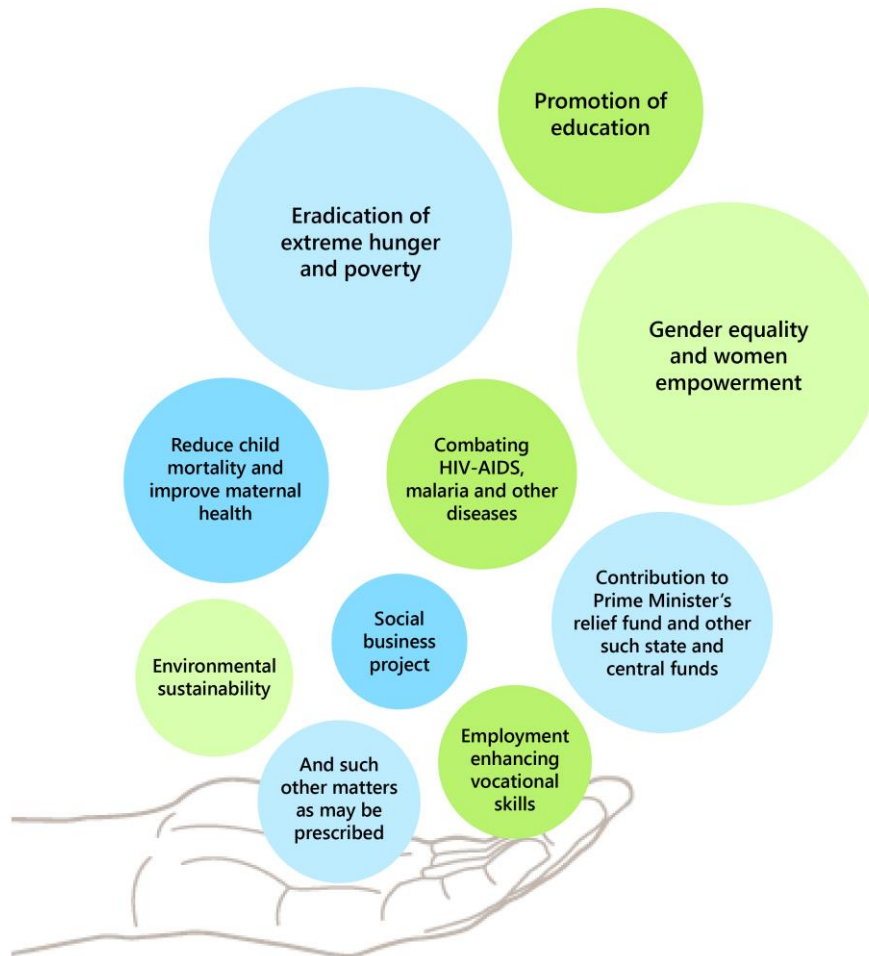 Promotion of
education
Eradication of
extreme hunger
and poverty
Gender equality
and women
empowerment
Reduce child
mortality and
improve maternal
health
Combating
HIV-AIDS,
malaria and other
diseases
Contribution to
Prime Minister’s
relief fund and other
such state and
central funds
Social
business
project
Environmental
sustainability
Employment
enhancing
vocational
skills
And such
other matters
as may be
prescribed